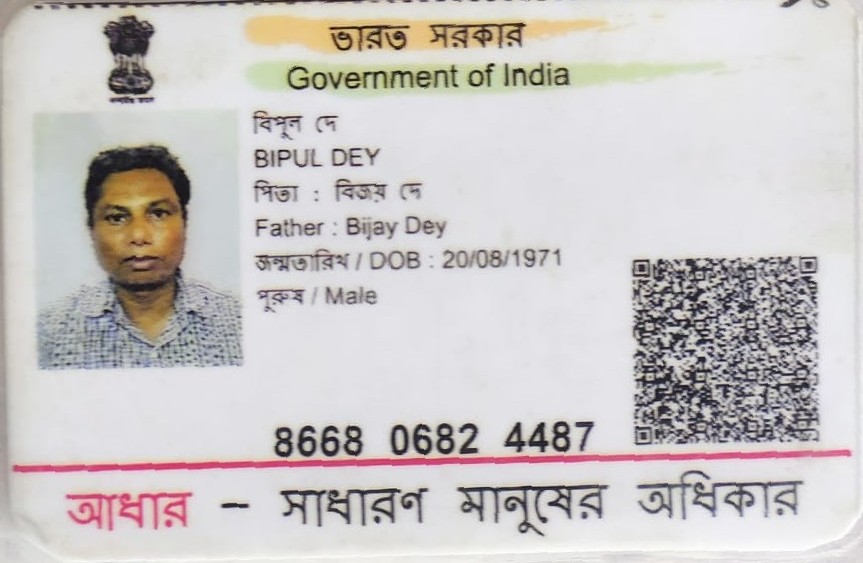 ভারত সরকার
Government of India
বিপুল দে
BIPUL DEY
পিতা : বিজয় দে
Father : Bijay Dey
জন্মতারিখ / DOB : 20/08/1971
পুরুষ / Male
8668 0682 4487
আধার – সাধারণ মানুষের অধিকার